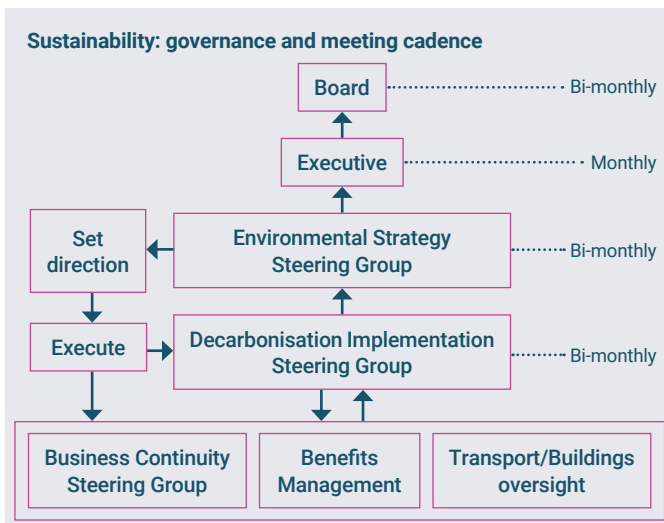 Sustainability: governance and meeting cadence
Board
Bi-monthly
Executive
Monthly
Set
direction
Environmental Strategy
Steering Group
Bi-monthly
Execute
Decarbonisation Implementation
Steering Group
Bi-monthly
Business Continuity
Steering Group
Benefits
Management
Transport/Buildings
oversight